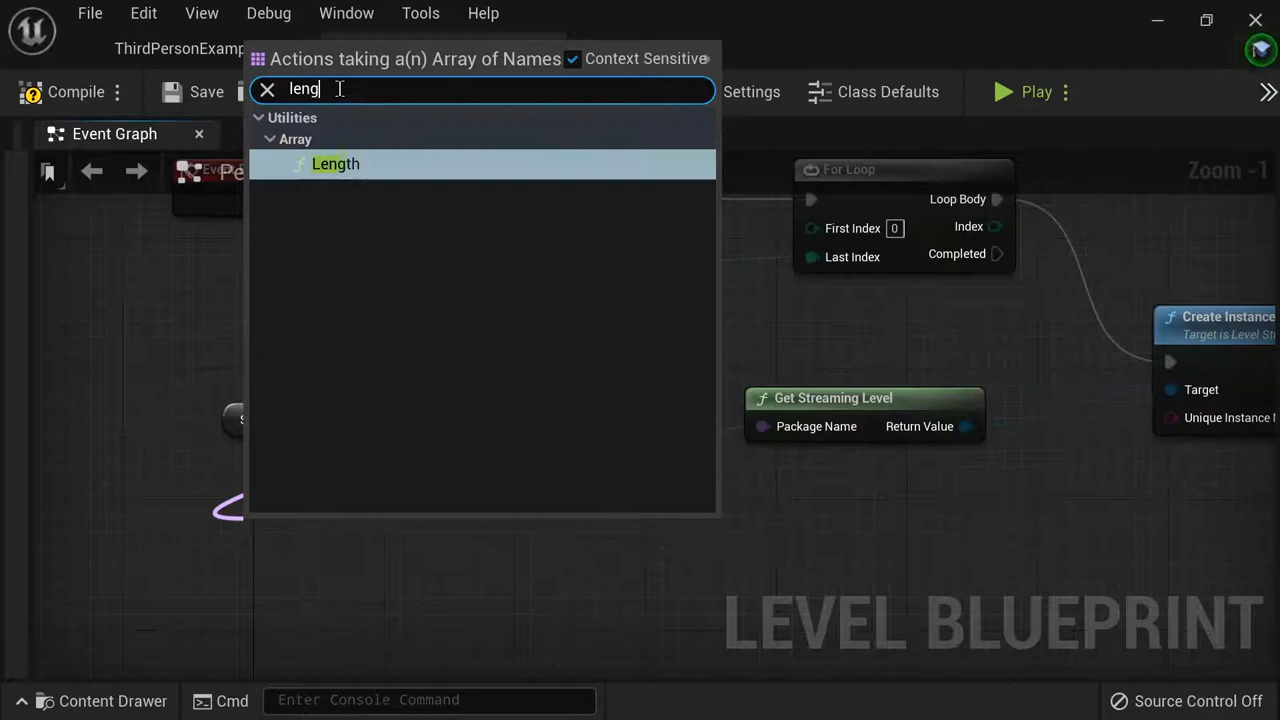 File Edit View Debug Window Tools Help
ThirdPersonExamp
Actions taking a(n) Array of Names Context Sensitive
leng
Compile Save Settings Class Defaults Play
Utilities
Event Graph
Array
Length
Event Pe For Loop Zoom -1
Loop Body
First Index 0 Index
Last Index Completed
Create Instance
Target is Level St
Get Streaming Level
Target
Package Name Return Value
Unique Instance N
LEVEL BLUEPRINT
Content Drawer Cmd Enter Console Command Source Control Off